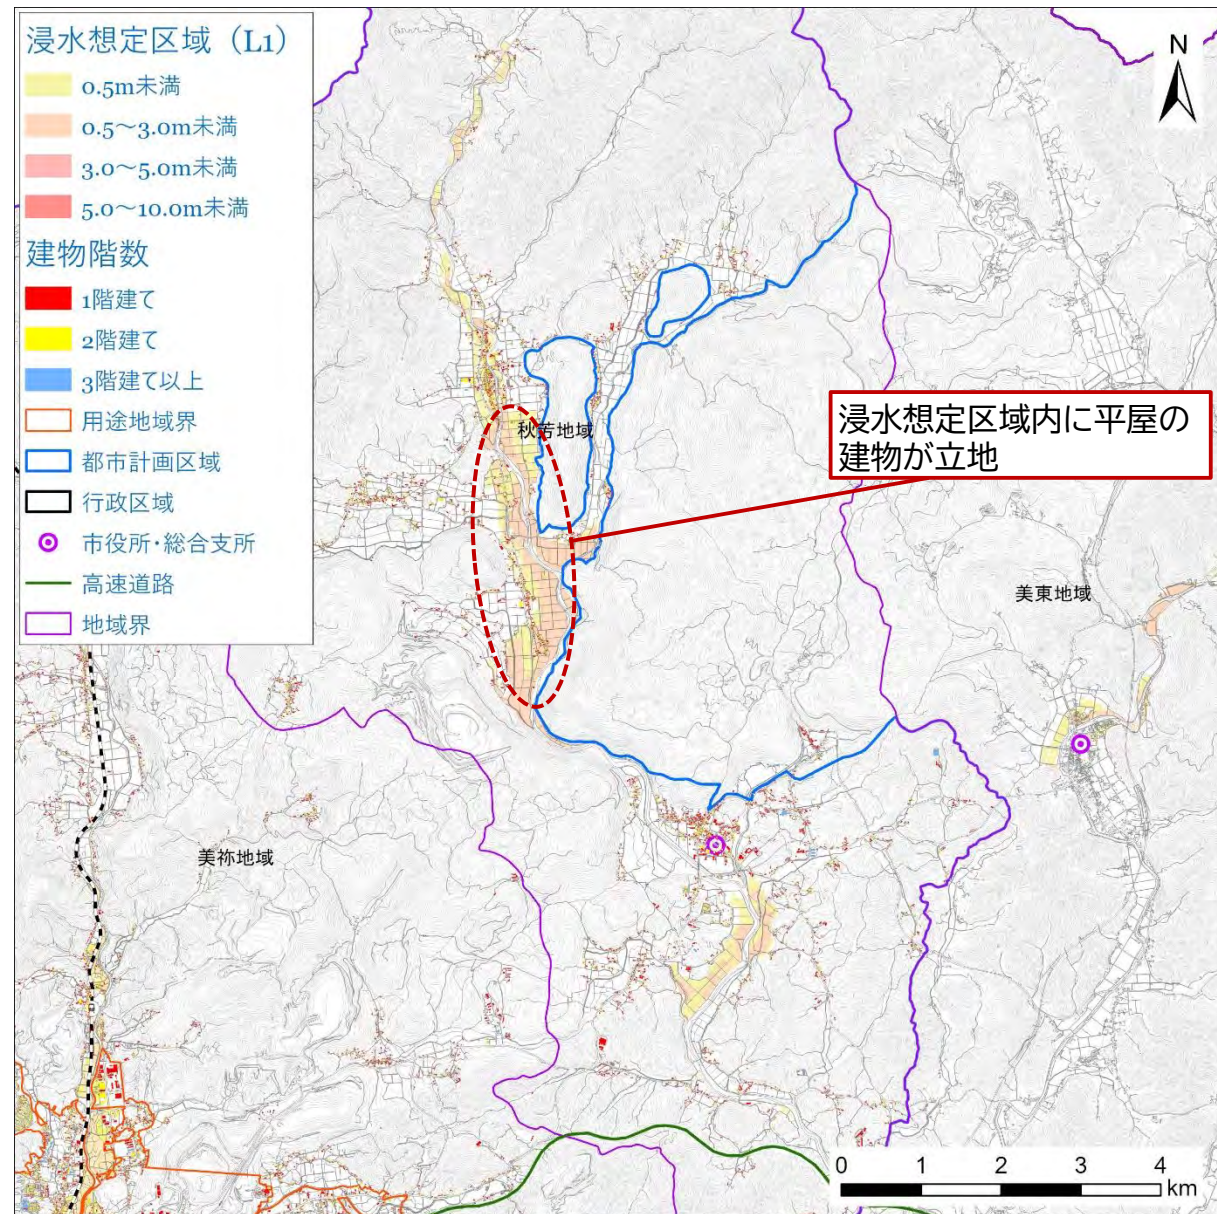 浸水想定区域（L1）
0.5m未満
0.5～3.0m未満
3.0～5.0m未満
5.0～10.0m未満
建物階数
1階建て
2階建て
3階建て以上
用途地域界
都市計画区域
行政区域
市役所・総合支所
高速道路
地域界
N
浸水想定区域内に平屋の
建物が立地
秋芳地域
美東地域
美祢地域
0 1 2 3 4
km